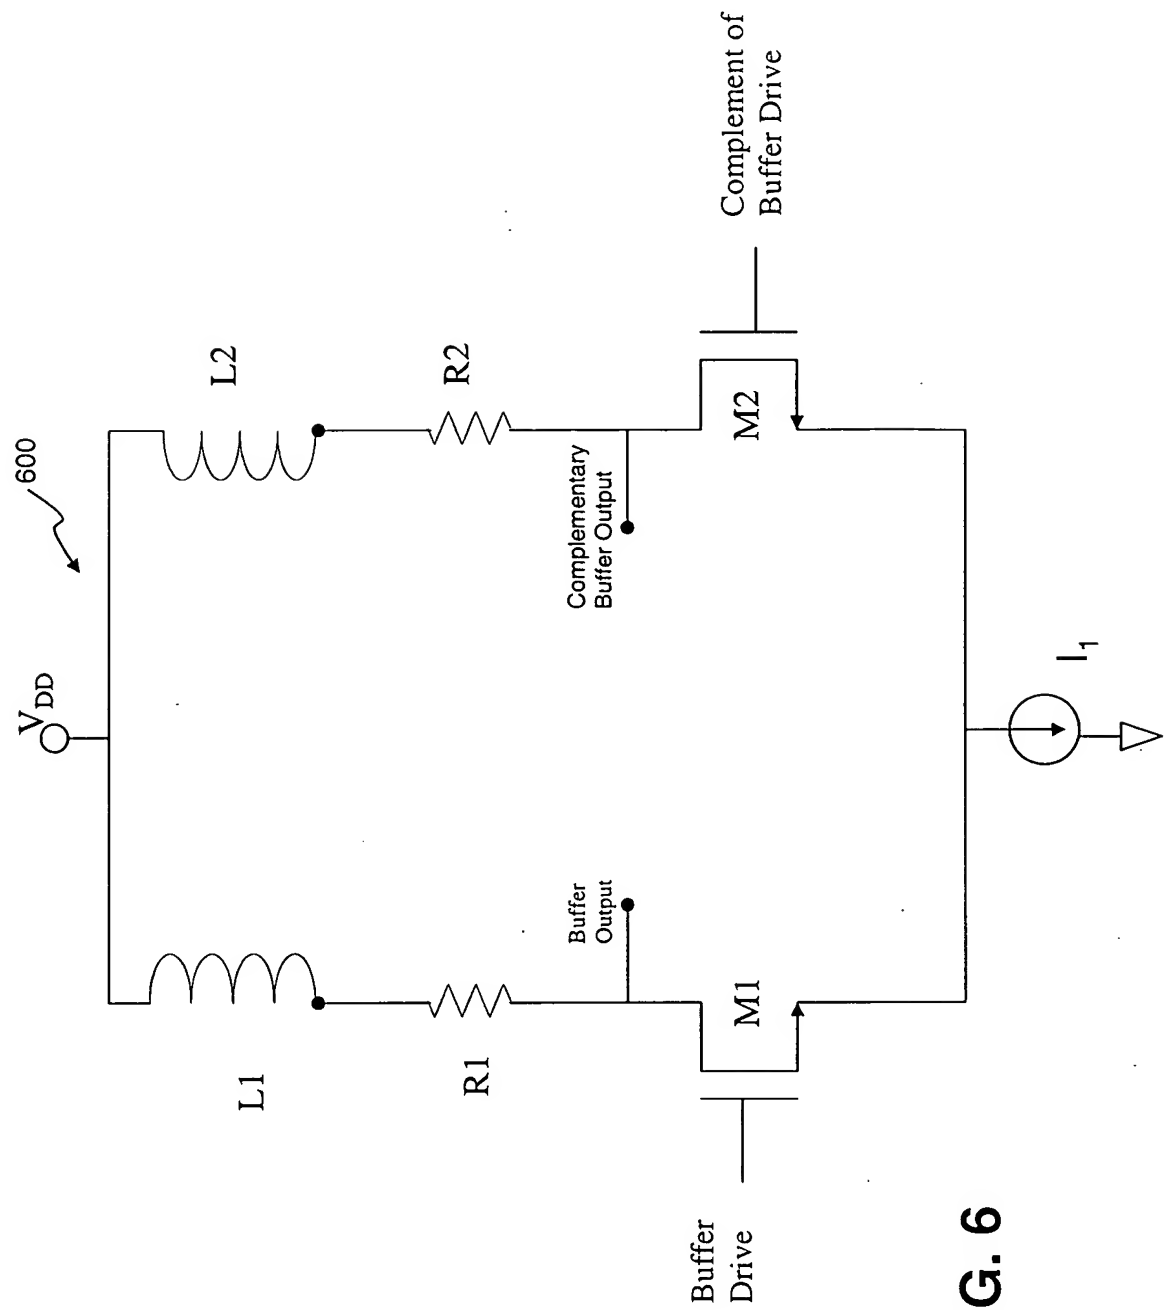 600
V_DD
L1
L2
R1
R2
Buffer
Output
Complementary
Buffer Output
M1
M2
Buffer
Drive
Complement of
Buffer Drive
I_1
G. 6